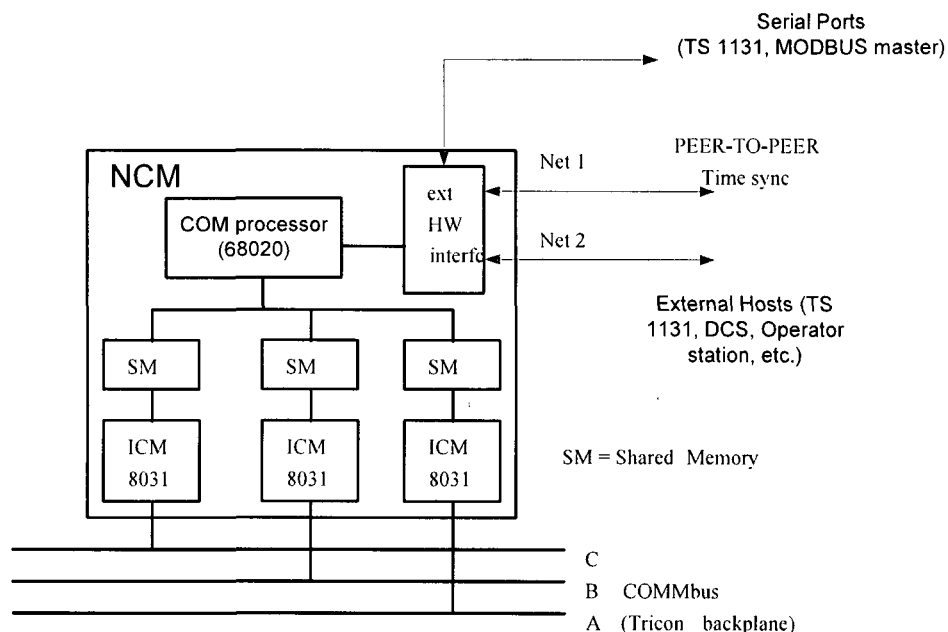 Serial Ports
(TS 1131, MODBUS master)
NCM
COM processor
(68020)
ext
HW
interfc
Net 1
PEER-TO-PEER
Time sync
Net 2
External Hosts (TS
1131, DCS, Operator
station, etc.)
SM
SM
SM
ICM
8031
ICM
8031
ICM
8031
SM = Shared Memory
C
B COMMbus
A (Tricon backplane)